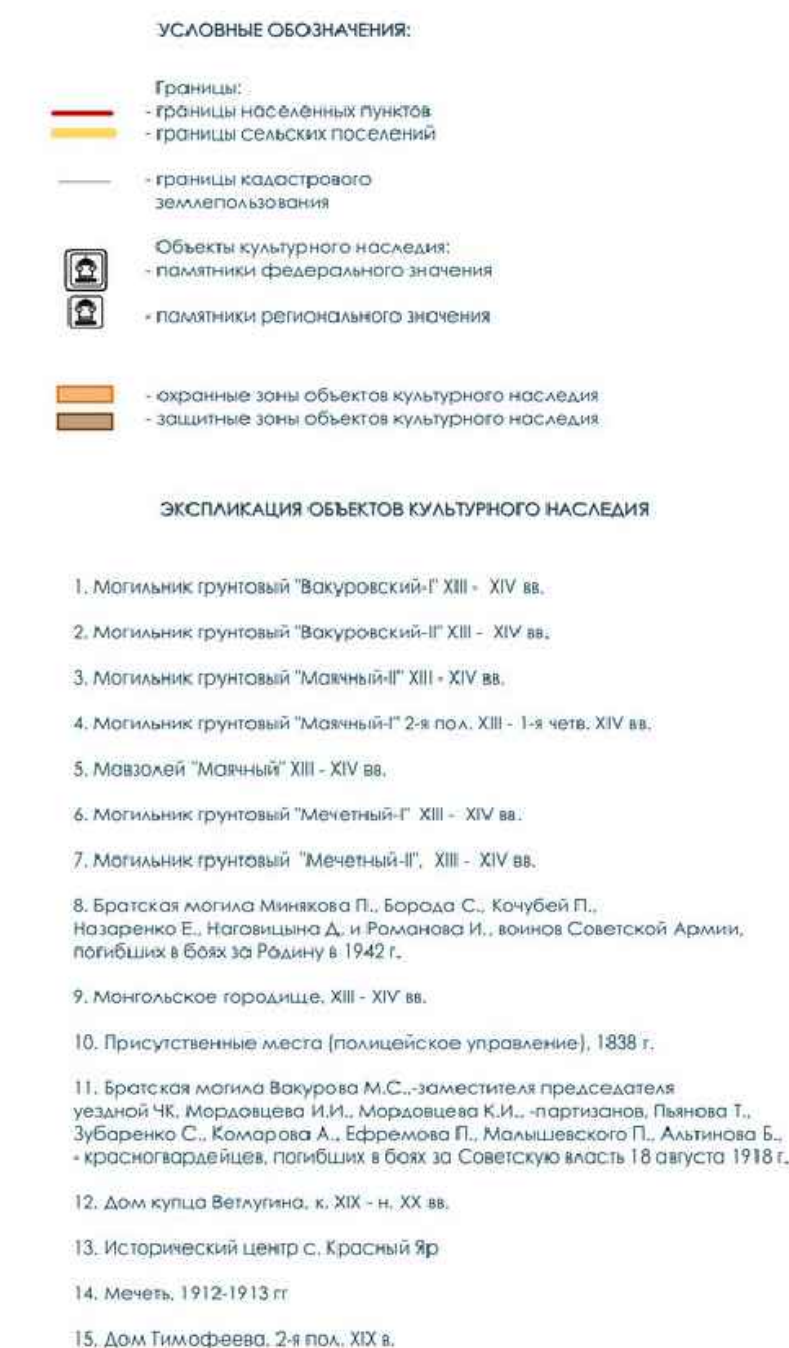 УСЛОВНЫЕ ОБОЗНАЧЕНИЯ:
Границы:
- границы населённых пунктов
- границы сельских поселений
- границы кадастрового
землепользования
Объекты культурного наследия:
- памятники федерального значения
- памятники регионального значения
- охранные зоны объектов культурного наследия
- защитные зоны объектов культурного наследия
ЭКСПЛИКАЦИЯ ОБЪЕКТОВ КУЛЬТУРНОГО НАСЛЕДИЯ
1. Могильник грунтовый "Вакуровский-I" XIII - XIV вв.
2. Могильник грунтовый "Вакуровский-II" XIII - XIV вв.
3. Могильник грунтовый "Маячный-II" XIII - XIV вв.
4. Могильник грунтовый "Маячный-I" 2-я пол. XIII - 1-я четв. XIV вв.
5. Мавзолей "Маячный" XIII - XIV вв.
6. Могильник грунтовый "Мечетный-I" XIII - XIV вв.
7. Могильник грунтовый "Мечетный-II", XIII - XIV вв.
8. Братская могила Минякова П., Борода С., Кочубей П.,
Назаренко Е., Наговицына Д. и Романова И., воинов Советской Армии,
погибших в боях за Родину в 1942 г.
9. Монгольское городище, XIII - XIV вв.
10. Присутственные места (полицейское управление), 1838 г.
11. Братская могила Вакурова М.С.,-заместителя председателя
уездной ЧК, Мордовцева И.И., Мордовцева К.И., -партизанов, Пьянова Т.,
Зубаренко С., Комарова А., Ефремова П., Малышевского П., Альтинова Б.,
- красногвардейцев, погибших в боях за Советскую власть 18 августа 1918 г.
12. Дом купца Ветлугина, к. XIX - н. XX вв.
13. Исторический центр с. Красный Яр
14. Мечеть, 1912-1913 гг
15. Дом Тимофеева, 2-я пол. XIX в.